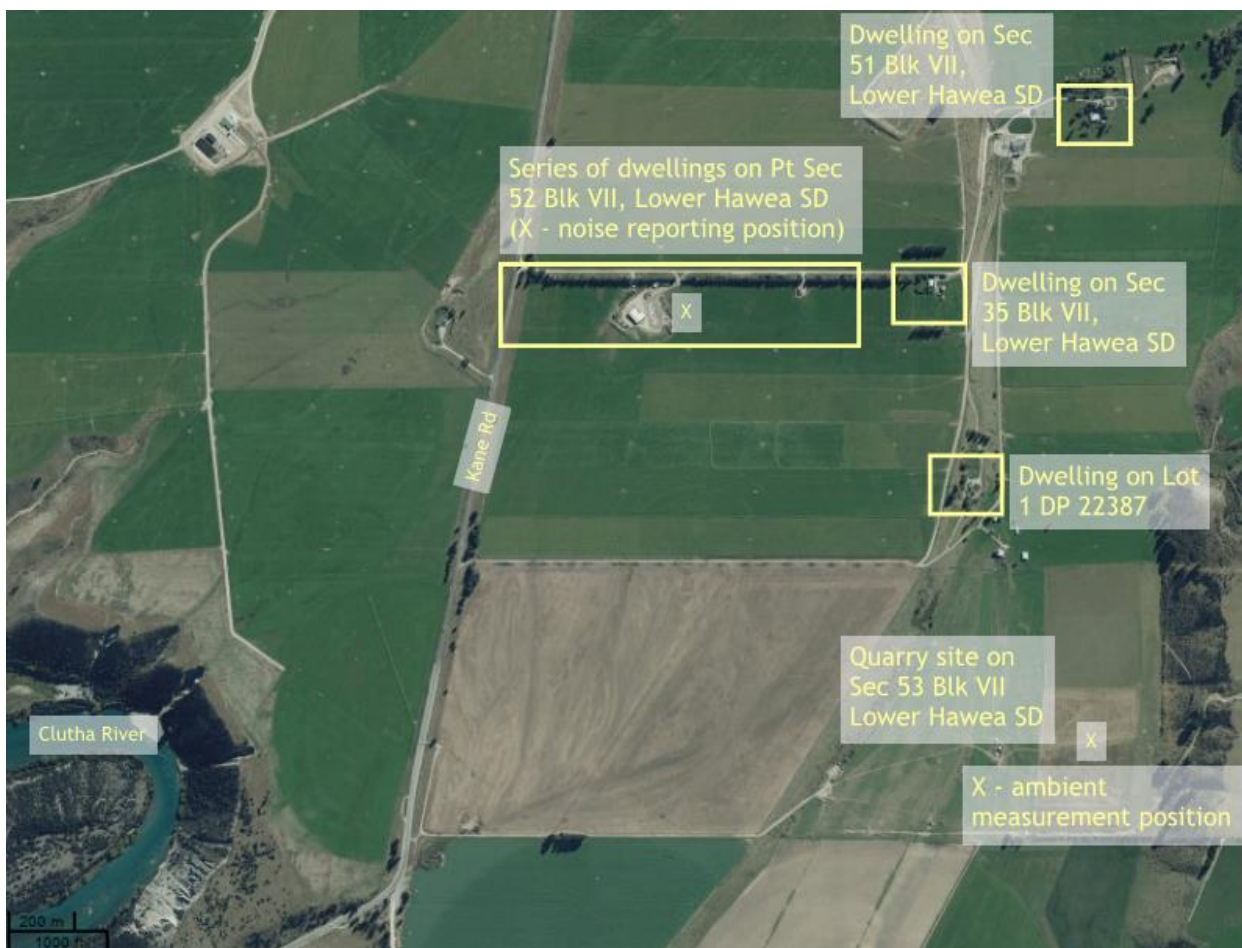 Dwelling on Sec
51 Blk VII,
Lower Hawea SD
Series of dwellings on Pt Sec
52 Blk VII, Lower Hawea SD
(X - noise reporting position)
X
Dwelling on Sec
35 Blk VII,
Lower Hawea SD
Kane Rd
Dwelling on Lot
1 DP 22387
Quarry site on
Sec 53 Blk VII
Lower Hawea SD
Clutha River
X
X - ambient
measurement position
200 m
1000 ft